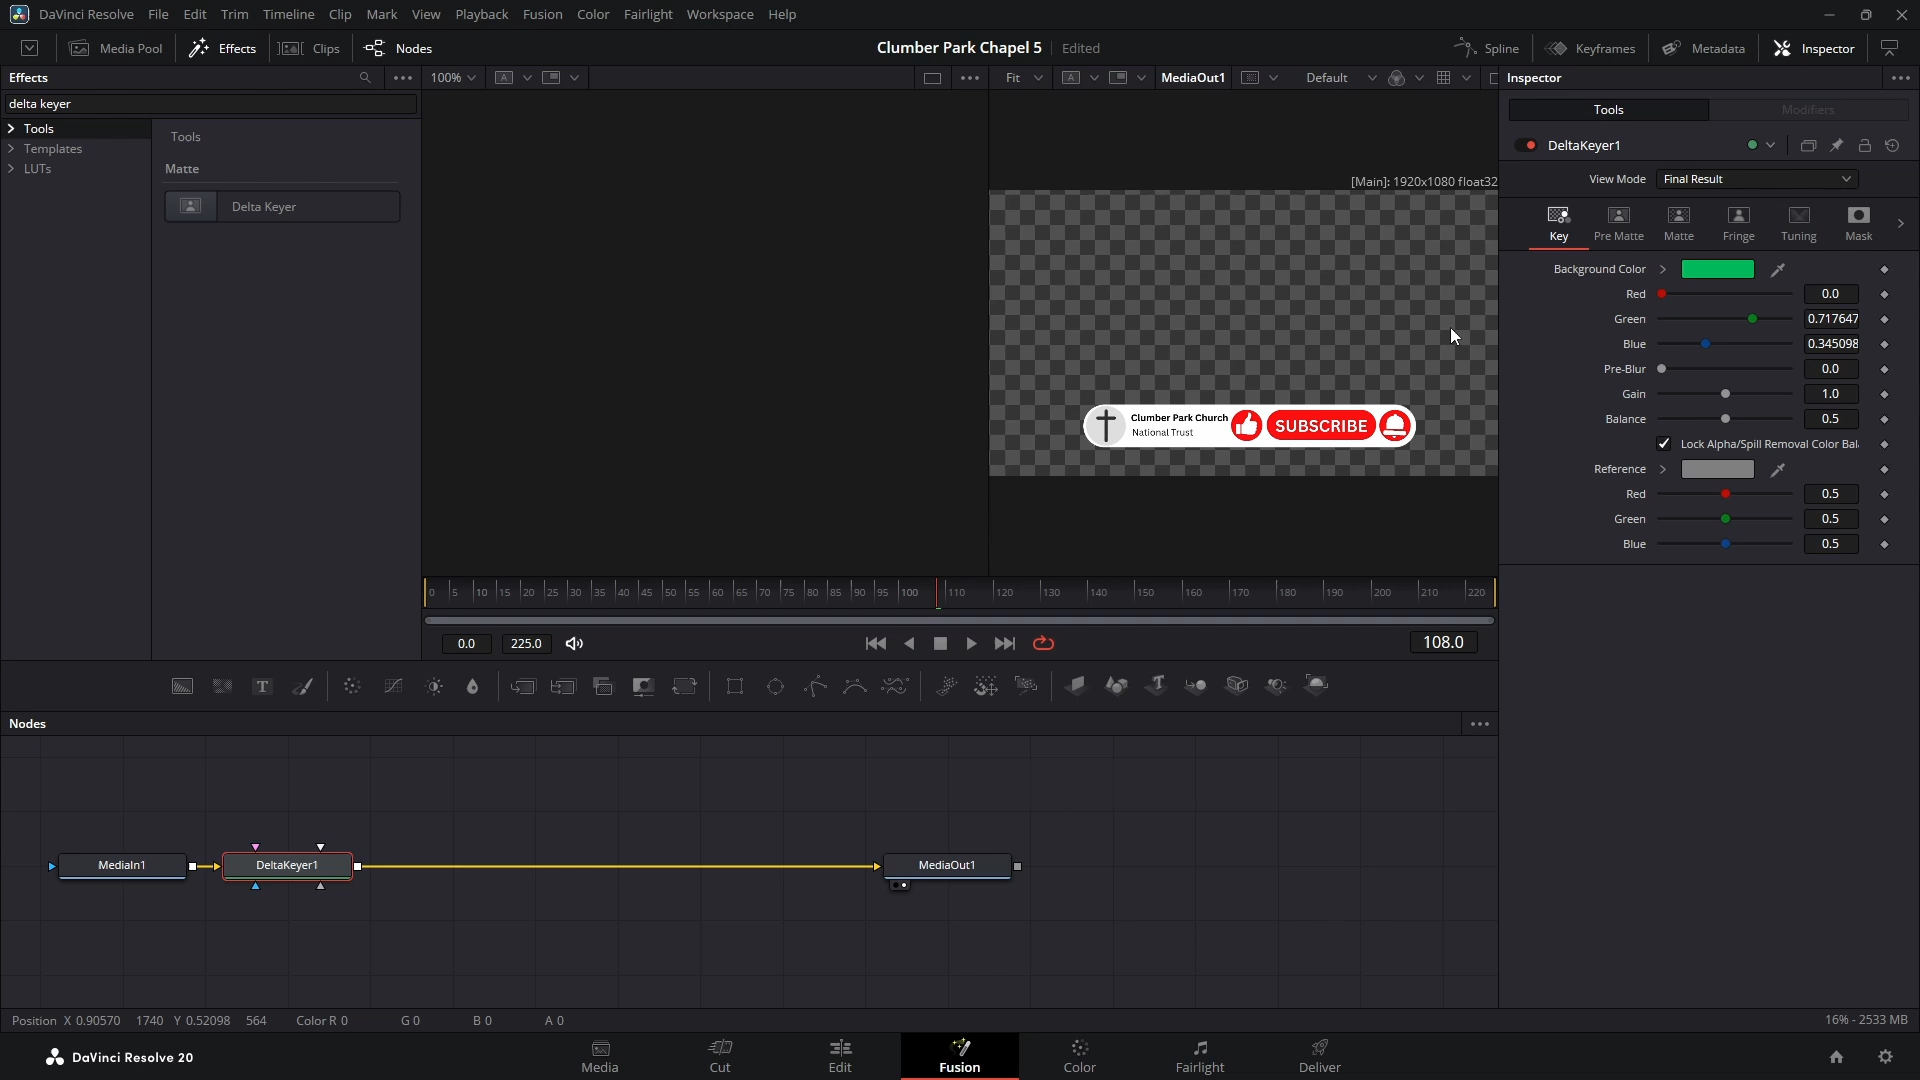 DaVinci Resolve File Edit Trim Timeline Clip Mark View Playback Fusion Color Fairlight Workspace Help
Media Pool Effects Clips Nodes Clumber Park Chapel 5 Edited Spline Keyframes Metadata Inspector
Effects 100% Fit MediaOut1 Default Inspector
delta keyer
Tools
Templates
LUTs
Tools
Matte
Delta Keyer
[Main]: 1920x1080 float32
Clumber Park Church
National Trust
SUBSCRIBE
Tools Modifiers
DeltaKeyer1
View Mode Final Result
Key Pre Matte Matte Fringe Tuning Mask
Background Color
Red 0.0
Green 0.717647
Blue 0.345098
Pre-Blur 0.0
Gain 1.0
Balance 0.5
Lock Alpha/Spill Removal Color Bal
Reference
Red 0.5
Green 0.5
Blue 0.5
0 5 10 15 20 25 30 35 40 45 50 55 60 65 70 75 80 85 90 95 100 110 120 130 140 150 160 170 180 190 200 210 220
0.0 225.0 108.0
Nodes
MediaIn1 DeltaKeyer1 MediaOut1
Position X 0.90570 1740 Y 0.52098 564 Color R 0 G 0 B 0 A 0 16% - 2533 MB
DaVinci Resolve 20 Media Cut Edit Fusion Color Fairlight Deliver